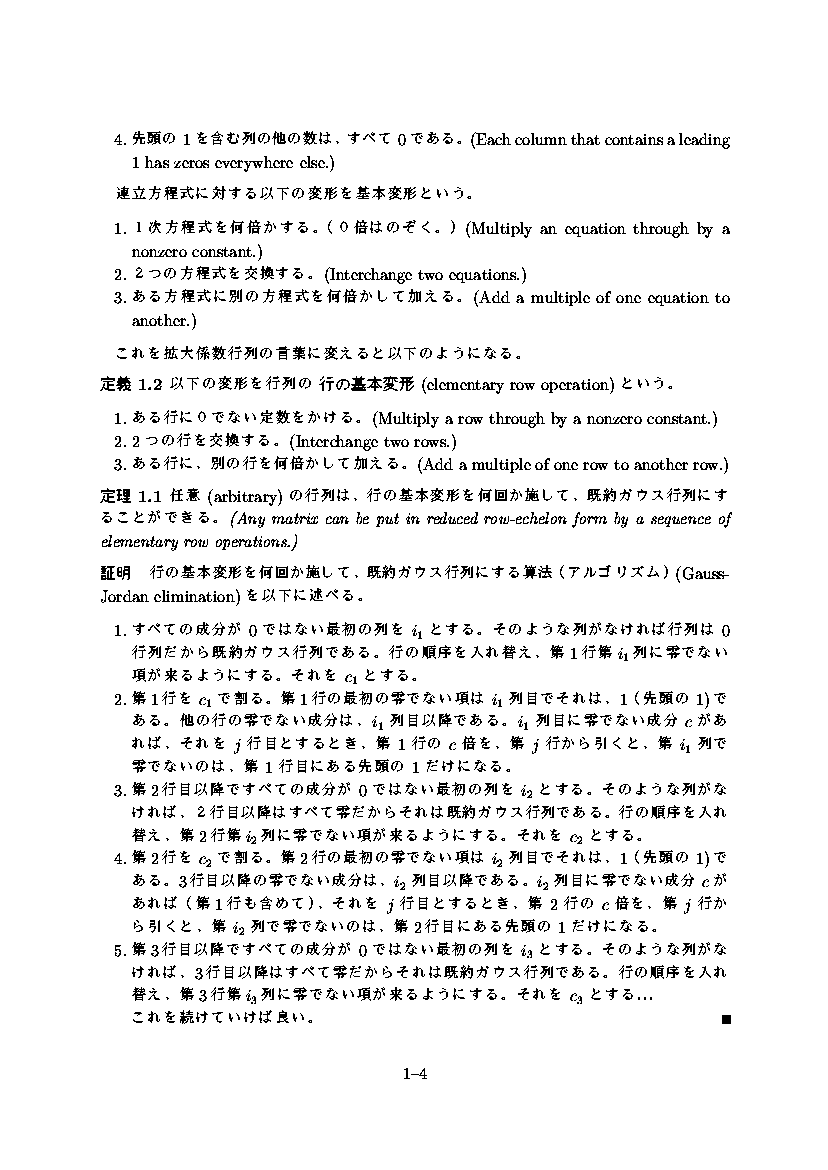 4. 先頭の 1 を含む列の他の数は、すべて 0 である。(Each column that contains a leading
1 has zeros everywhere else.)
連立方程式に対する以下の変形を基本変形という。
1. １次方程式を何倍かする。（０倍はのぞく。）(Multiply an equation through by a
nonzero constant.)
2. ２つの方程式を交換する。(Interchange two equations.)
3. ある方程式に別の方程式を何倍かして加える。(Add a multiple of one equation to
another.)
これを拡大係数行列の言葉に変えると以下のようになる。
定義 1.2 以下の変形を行列の 行の基本変形 (elementary row operation) という。
1. ある行に０でない定数をかける。(Multiply a row through by a nonzero constant.)
2. 2 つの行を交換する。(Interchange two rows.)
3. ある行に、別の行を何倍かして加える。(Add a multiple of one row to another row.)
定理 1.1 任意 (arbitrary) の行列は、行の基本変形を何回か施して、既約ガウス行列にす
ることができる。(Any matrix can be put in reduced row-echelon form by a sequence of
elementary row operations.)
証明　行の基本変形を何回か施して、既約ガウス行列にする算法（アルゴリズム）(Gauss-
Jordan elimination) を以下に述べる。
1. すべての成分が 0 ではない最初の列を i₁ とする。そのような列がなければ行列は 0
行列だから既約ガウス行列である。行の順序を入れ替え、第 1 行第 i₁ 列に零でない
項が来るようにする。それを c₁ とする。
2. 第 1 行を c₁ で割る。第 1 行の最初の零でない項は i₁ 列目でそれは、1（先頭の 1）で
ある。他の行の零でない成分は、i₁ 列目以降である。i₁ 列目に零でない成分 c があ
れば、それを j 行目とするとき、第 1 行の c 倍を、第 j 行から引くと、第 i₁ 列で
零でないのは、第 1 行目にある先頭の 1 だけになる。
3. 第 2 行目以降ですべての成分が 0 ではない最初の列を i₂ とする。そのような列がな
ければ、２行目以降はすべて零だからそれは既約ガウス行列である。行の順序を入れ
替え、第 2 行第 i₂ 列に零でない項が来るようにする。それを c₂ とする。
4. 第 2 行を c₂ で割る。第 2 行の最初の零でない項は i₂ 列目でそれは、1（先頭の 1）で
ある。3 行目以降の零でない成分は、i₂ 列目以降である。i₂ 列目に零でない成分 c が
あれば（第 1 行も含めて）、それを j 行目とするとき、第 2 行の c 倍を、第 j 行か
ら引くと、第 i₂ 列で零でないのは、第 2 行目にある先頭の 1 だけになる。
5. 第 3 行目以降ですべての成分が 0 ではない最初の列を i₃ とする。そのような列がな
ければ、3 行目以降はすべて零だからそれは既約ガウス行列である。行の順序を入れ
替え、第 3 行第 i₃ 列に零でない項が来るようにする。それを c₃ とする…
これを続けていけば良い。 ■
1–4